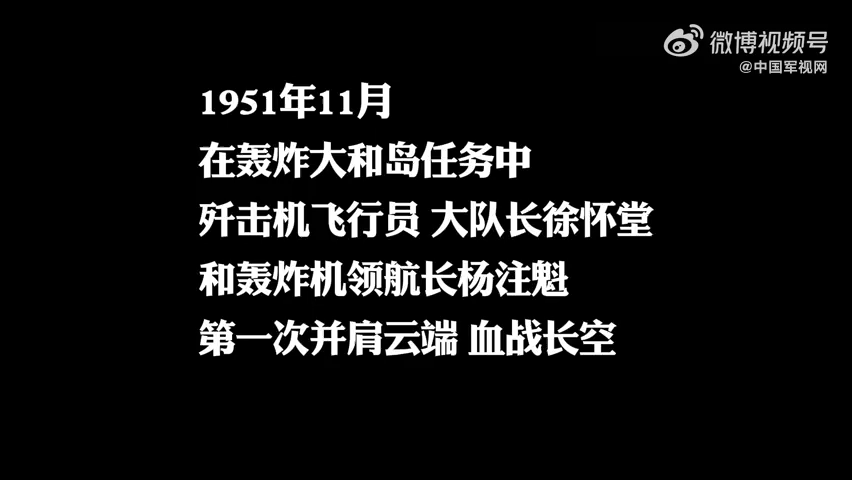 微博视频号
@中国军视网
1951年11月
在轰炸大和岛任务中
歼击机飞行员 大队长徐怀堂
和轰炸机领航长杨注魁
第一次并肩云端 血战长空